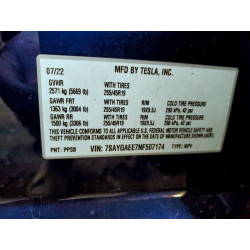 07/22 MFD BY TESLA, INC.
GVWR WITH TIRES
2571 kg (5669 lb) 255/45R19
GAWR FRT WITH TIRES RIM COLD TIRE PRESSURE
1363 kg (3004 lb) 255/45R19 19X9.5J 290 kPa, 42 psi
GAWR RR WITH TIRES RIM COLD TIRE PRESSURE
1500 kg (3306 lb) 255/45R19 19X9.5J 290 kPa, 42 psi
THIS VEHICLE CONFORMS TO ALL APPLICABLE U.S. FEDERAL MOTOR VEHICLE SAFETY AND
THEFT PREVENTION STANDARDS IN EFFECT ON THE DATE OF MANUFACTURE SHOWN ABOVE.
PNT: PPSB VIN: 7SAYGAEE7NF507174 TYPE: MPV